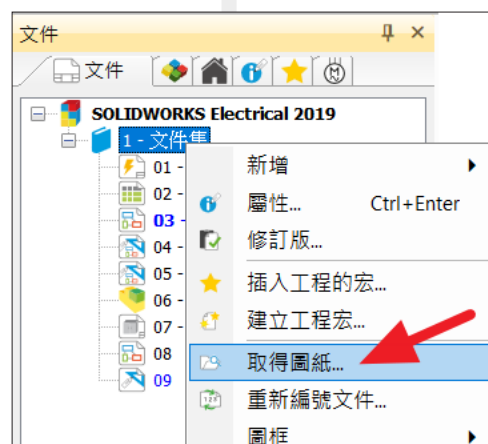 文件
文件
SOLIDWORKS Electrical 2019
1 - 文件集
01 -
02 -
03 -
04 -
05 -
06 -
07 -
08
09
新增
屬性... Ctrl+Enter
修訂版...
插入工程的宏...
建立工程宏...
取得圖紙...
重新編號文件...
圖框